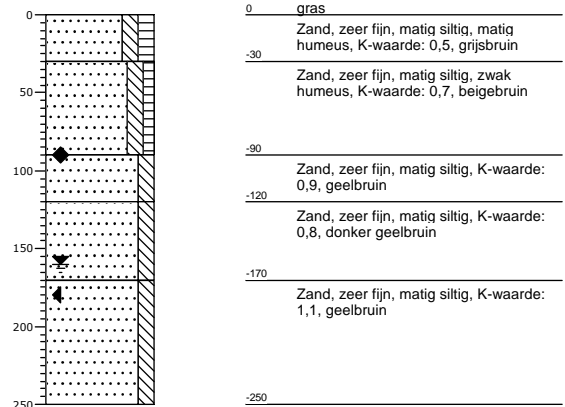 0
50
100
150
200
250
0
gras
Zand, zeer fijn, matig siltig, matig
humeus, K-waarde: 0,5, grijsbruin
-30
Zand, zeer fijn, matig siltig, zwak
humeus, K-waarde: 0,7, beigebruin
-90
Zand, zeer fijn, matig siltig, K-waarde:
0,9, geelbruin
-120
Zand, zeer fijn, matig siltig, K-waarde:
0,8, donker geelbruin
-170
Zand, zeer fijn, matig siltig, K-waarde:
1,1, geelbruin
-250